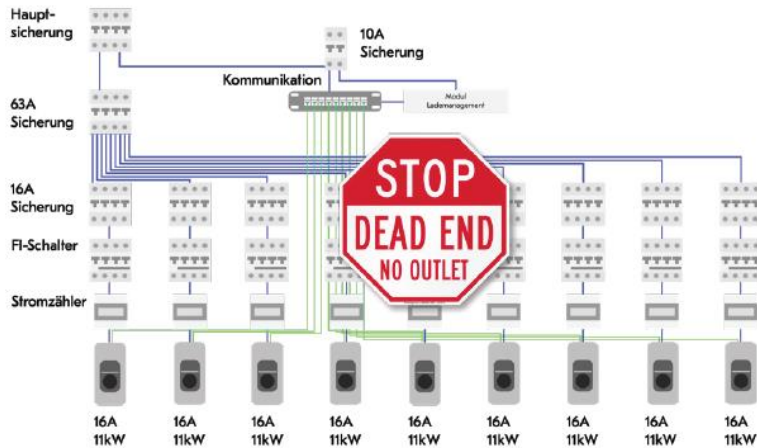 Haupt-
sicherung
10A
Sicherung
Kommunikation
Modul
Lademanagement
63A
Sicherung
16A
Sicherung
FI-Schalter
Stromzähler
STOP
DEAD END
NO OUTLET
16A 16A 16A 16A 16A 16A 16A 16A 16A
11kW 11kW 11kW 11kW 11kW 11kW 11kW 11kW 11kW